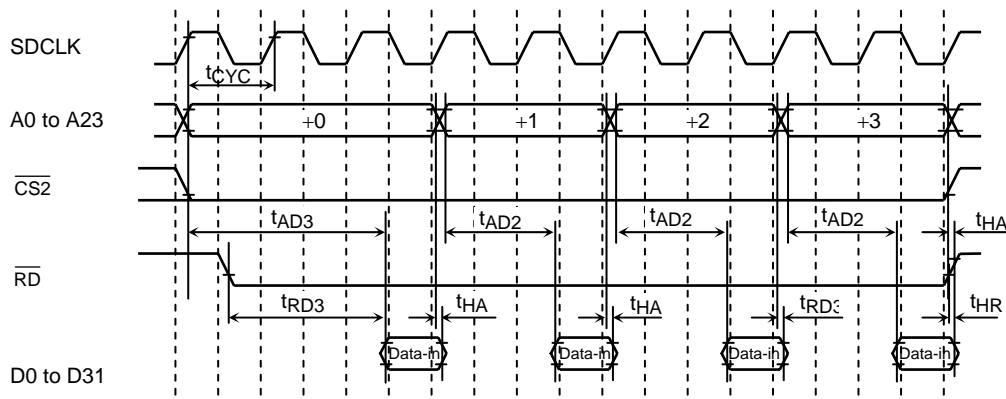 SDCLK
tCYC
A0 to A23
+0 +1 +2 +3
CS2
tAD3 tAD2 tAD2 tAD2 tHA
RD
tRD3 tHA tHA tRD3 tHR
Data-in Data-in Data-in Data-in
D0 to D31